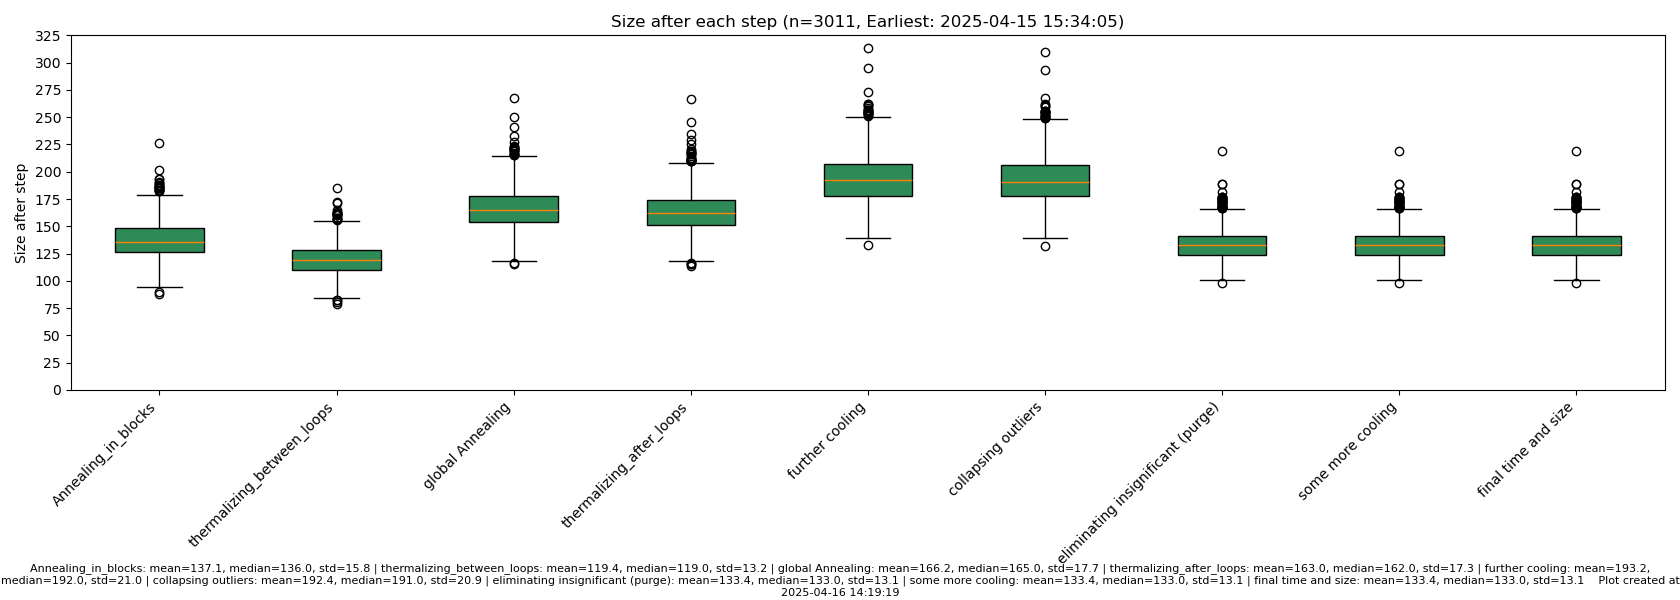 Size after each step (n=3011, Earliest: 2025-04-15 15:34:05)
325
300
275
250
225
200
175
150
125
100
75
50
25
0
Size after step
Annealing_in_blocks
thermalizing_between_loops
global Annealing
thermalizing_after_loops
further cooling
collapsing outliers
eliminating insignificant (purge)
some more cooling
final time and size
Annealing_in_blocks: mean=137.1, median=136.0, std=15.8 | thermalizing_between_loops: mean=119.4, median=119.0, std=13.2 | global Annealing: mean=166.2, median=165.0, std=17.7 | thermalizing_after_loops: mean=163.0, median=162.0, std=17.3 | further cooling: mean=193.2,
median=192.0, std=21.0 | collapsing outliers: mean=192.4, median=191.0, std=20.9 | eliminating insignificant (purge): mean=133.4, median=133.0, std=13.1 | some more cooling: mean=133.4, median=133.0, std=13.1 | final time and size: mean=133.4, median=133.0, std=13.1    Plot created at
2025-04-16 14:19:19